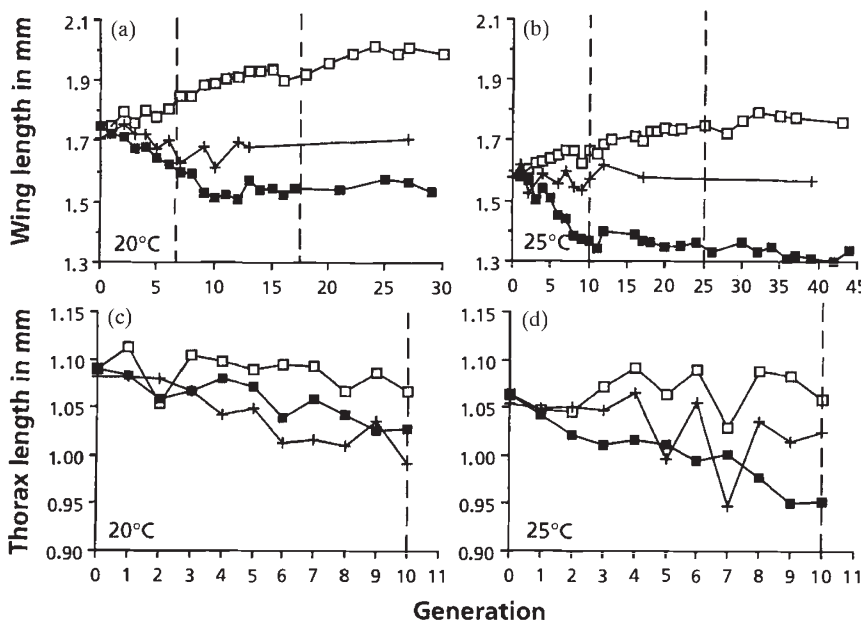 Wing length in mm
(a)
2.1
1.9
1.7
1.5
1.3
20°C
0 5 10 15 20 25 30
(b)
2.1
1.9
1.7
1.5
1.3
25°C
0 5 10 15 20 25 30 35 40 45
Thorax length in mm
(c)
1.15
1.10
1.05
1.00
0.95
0.90
20°C
0 1 2 3 4 5 6 7 8 9 10 11
(d)
1.15
1.10
1.05
1.00
0.95
0.90
25°C
0 1 2 3 4 5 6 7 8 9 10 11
Generation